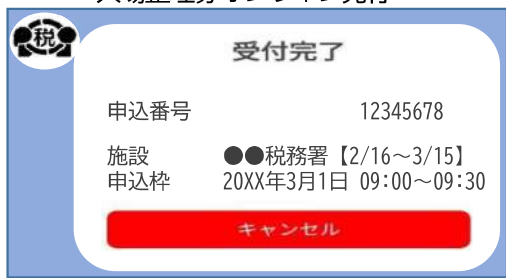 税
受付完了
申込番号 12345678
施設 ●●税務署【2/16～3/15】
申込枠 20XX年3月1日 09:00～09:30
キャンセル